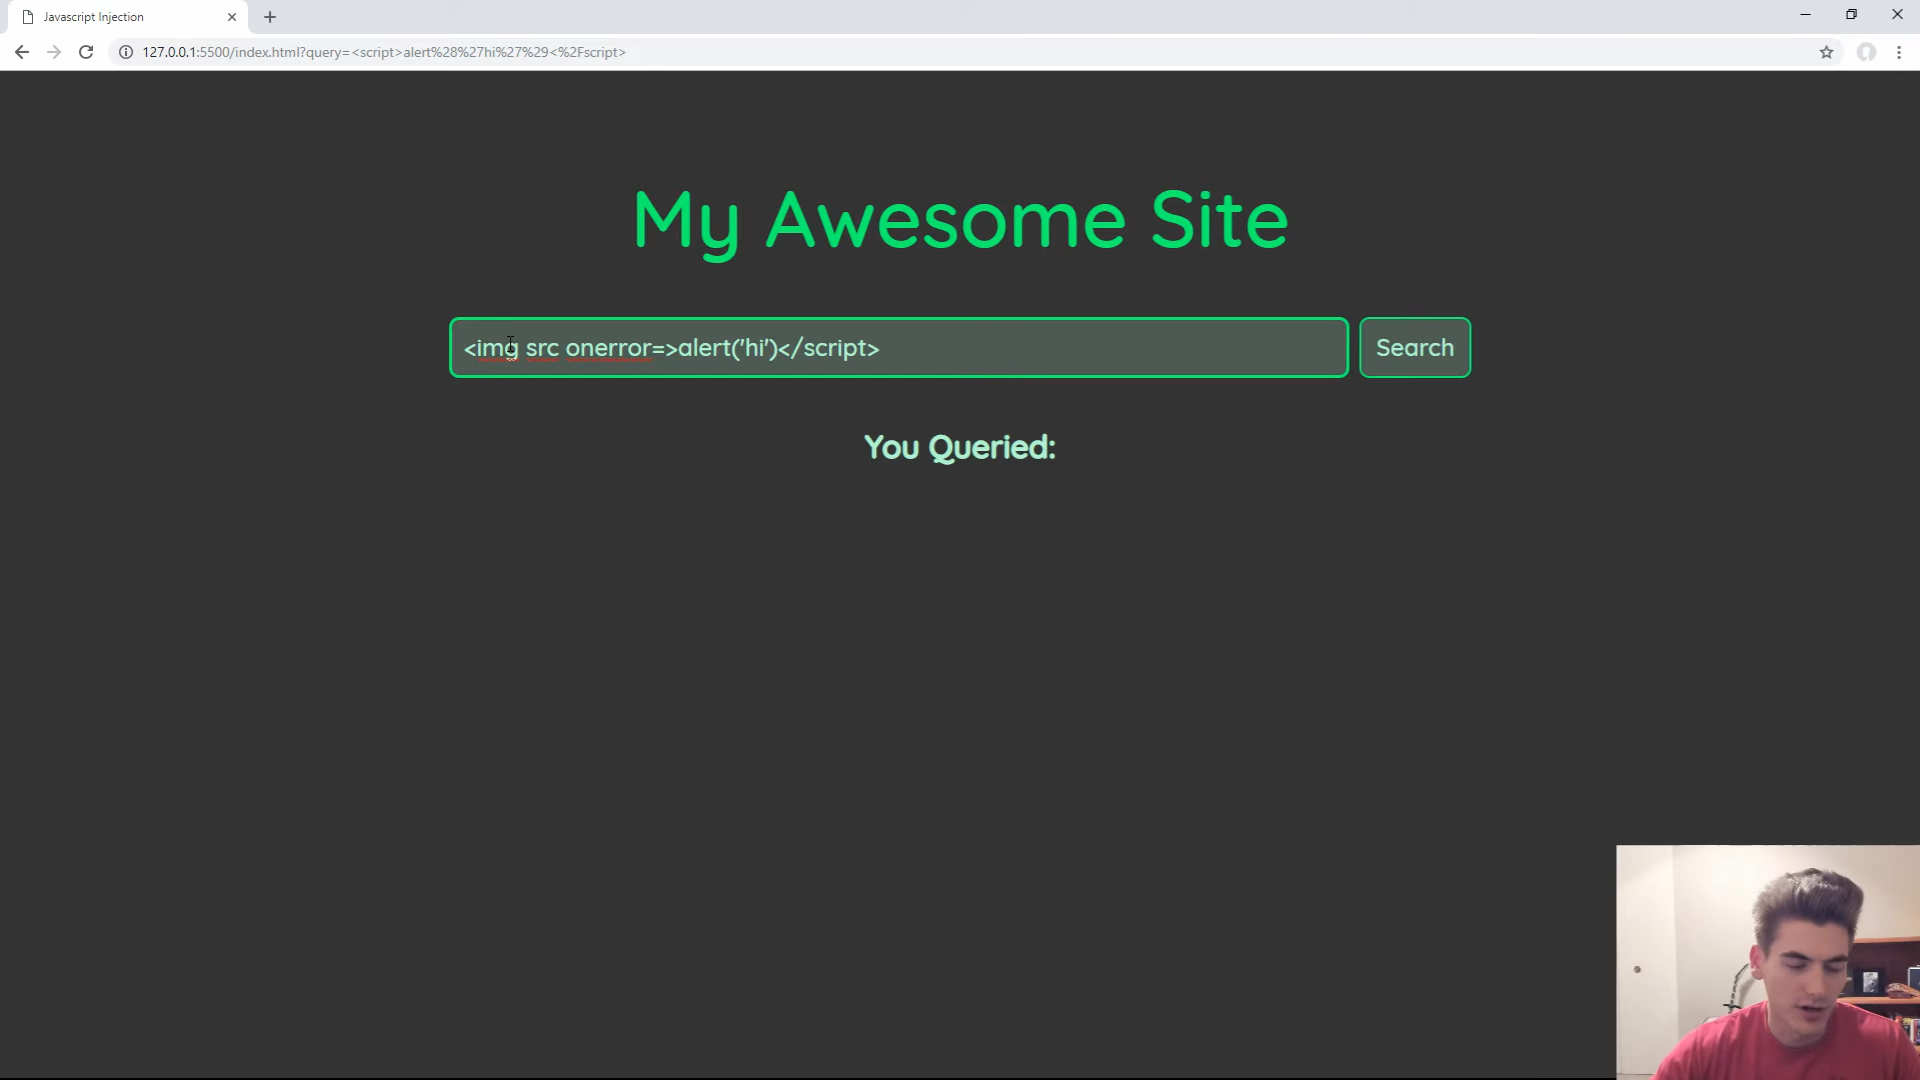 Javascript Injection
127.0.0.1:5500/index.html?query=<script>alert%28%27hi%27%29<%2Fscript>
My Awesome Site
<img src onerror=>alert('hi')</script>
Search
You Queried: